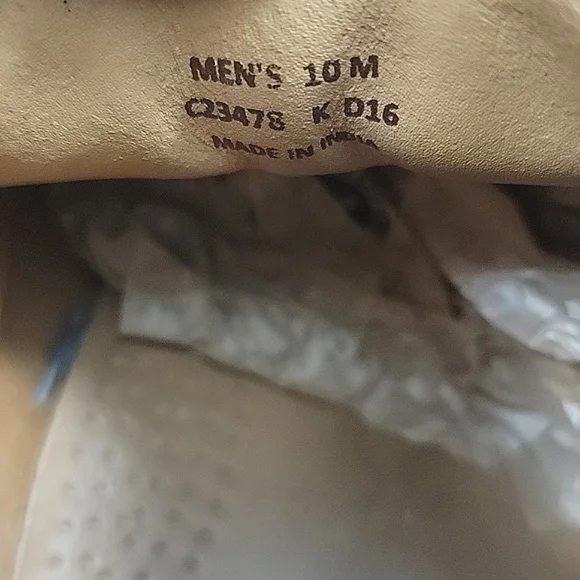 MEN'S 10 M
C23478 K D16
MADE IN INDIA